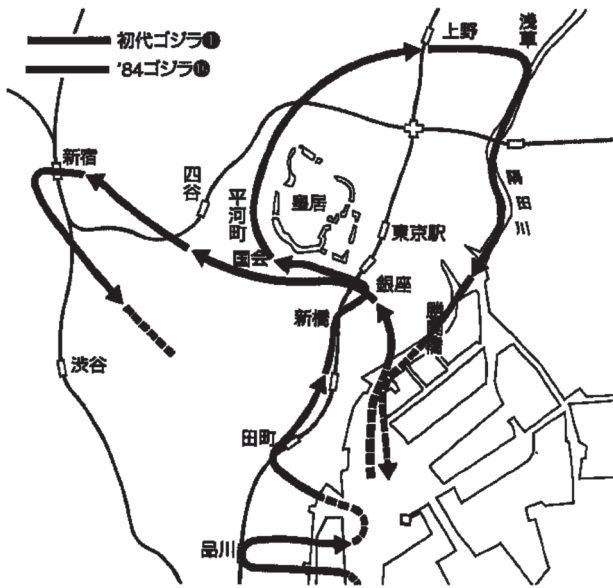 初代ゴジラ❶
'84ゴジラ⓰
上野
浅草
新宿
四谷
平河町
皇居
隅田川
東京駅
国会
銀座
新橋
勝鬨橋
渋谷
田町
品川